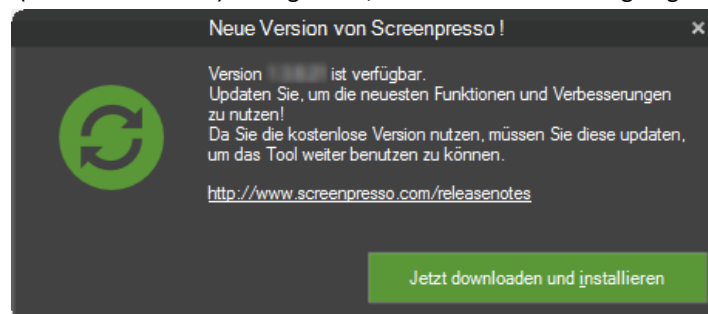 Neue Version von Screenpresso !
Version ist verfügbar.
Updaten Sie, um die neuesten Funktionen und Verbesserungen
zu nutzen!
Da Sie die kostenlose Version nutzen, müssen Sie diese updaten,
um das Tool weiter benutzen zu können.
http://www.screenpresso.com/releasenotes
Jetzt downloaden und installieren